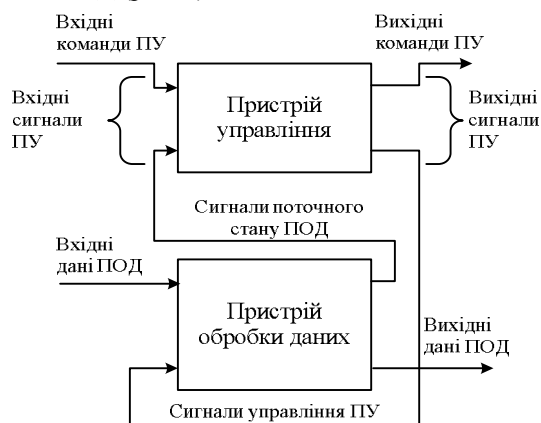 Вхідні
команди ПУ
Вихідні
команди ПУ
Вхідні
сигнали
ПУ
Пристрій
управління
Вихідні
сигнали
ПУ
Сигнали поточного
стану ПОД
Вхідні
дані ПОД
Пристрій
обробки даних
Вихідні
дані ПОД
Сигнали управління ПУ